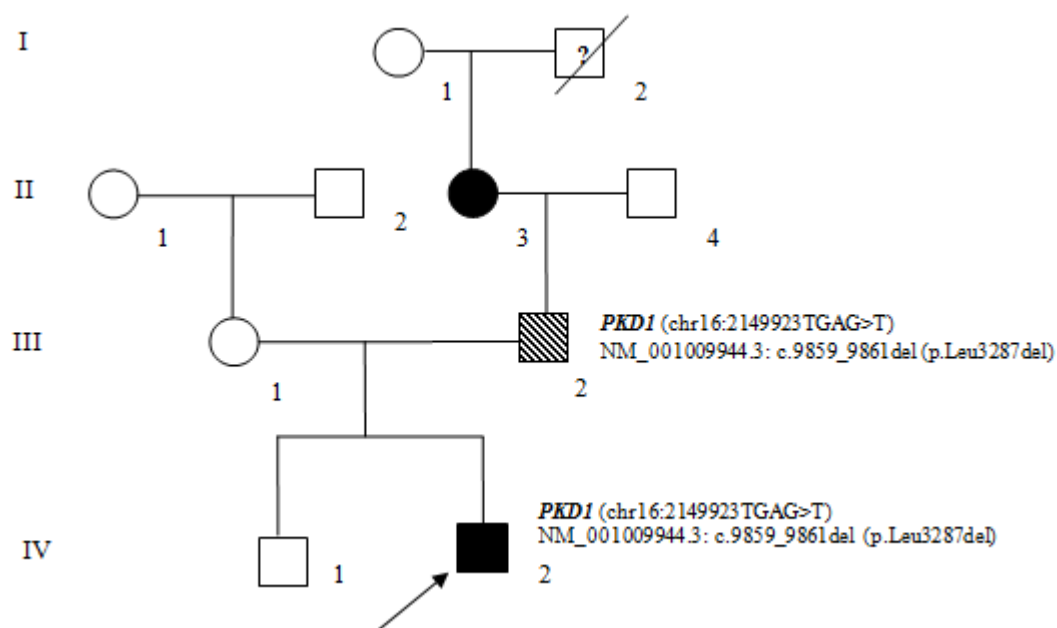 I
?
1
2
II
1
2
3
4
III
PKD1 (chr16:2149923TGAG>T)
NM_001009944.3: c.9859_9861del (p.Leu3287del)
1
2
PKD1 (chr16:2149923TGAG>T)
NM_001009944.3: c.9859_9861del (p.Leu3287del)
IV
1
2